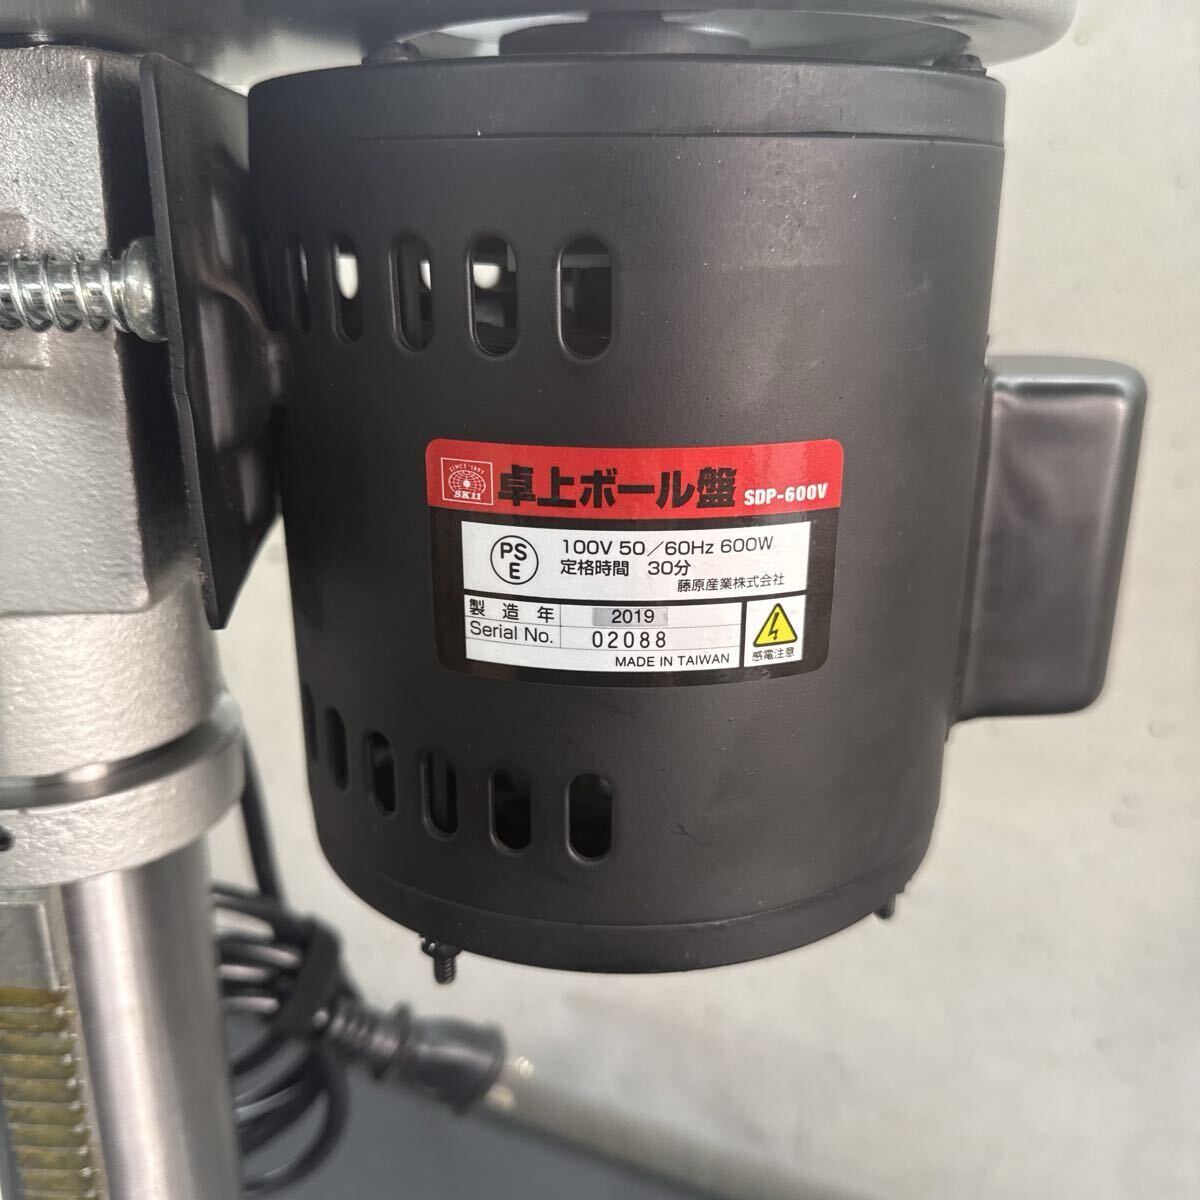 SINCE 1897
SK11
卓上ボール盤 SDP-600V
PS
E
100V 50／60Hz 600W
定格時間 30分
藤原産業株式会社
製造年 2019
Serial No. 02088
MADE IN TAIWAN
感電注意